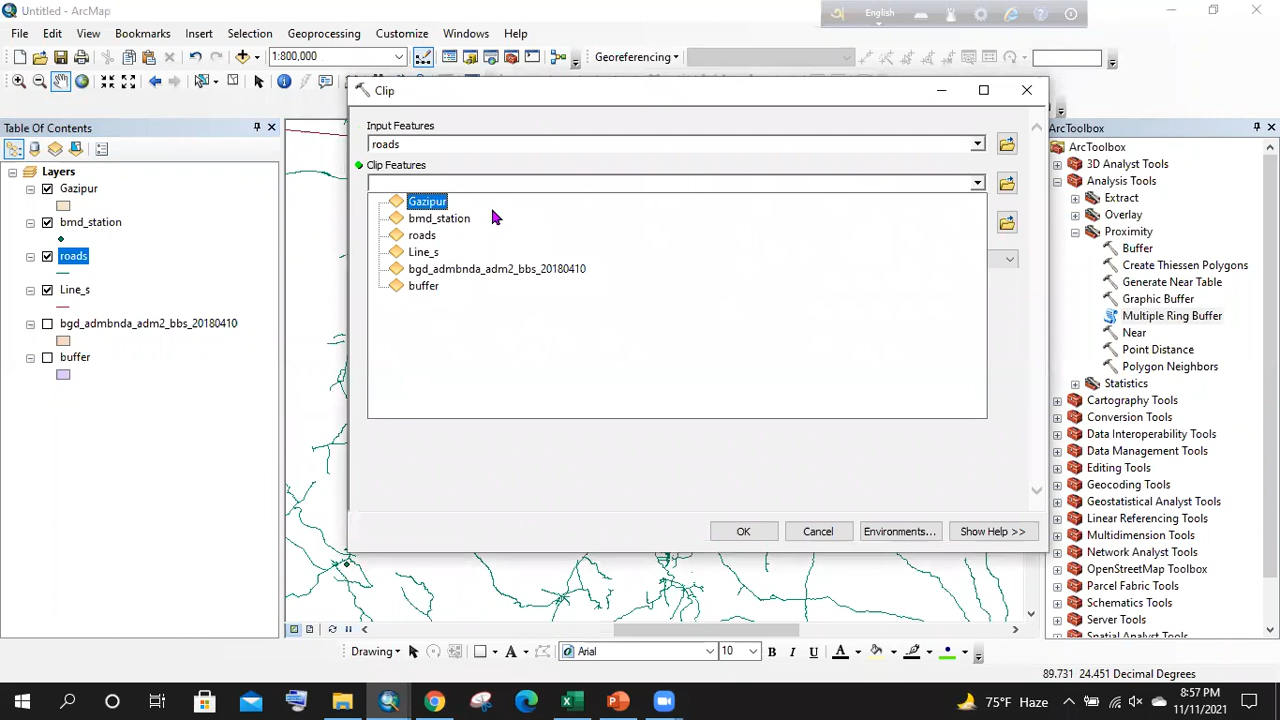 Untitled - ArcMap
English
File Edit View Bookmarks Insert Selection Geoprocessing Customize Windows Help
1:800,000
Georeferencing
Table Of Contents
Layers
Gazipur
bmd_station
roads
Line_s
bgd_admbnda_adm2_bbs_20180410
buffer
Clip
Input Features
roads
Clip Features
Gazipur
bmd_station
roads
Line_s
bgd_admbnda_adm2_bbs_20180410
buffer
OK Cancel Environments... Show Help >>
ArcToolbox
ArcToolbox
3D Analyst Tools
Analysis Tools
Extract
Overlay
Proximity
Buffer
Create Thiessen Polygons
Generate Near Table
Graphic Buffer
Multiple Ring Buffer
Near
Point Distance
Polygon Neighbors
Statistics
Cartography Tools
Conversion Tools
Data Interoperability Tools
Data Management Tools
Editing Tools
Geocoding Tools
Geostatistical Analyst Tools
Linear Referencing Tools
Multidimension Tools
Network Analyst Tools
OpenStreetMap Toolbox
Parcel Fabric Tools
Schematics Tools
Server Tools
Spatial Analyst Tools
Drawing A Arial 10 B I U A
89.731 24.451 Decimal Degrees
75°F Haze
8:57 PM
11/11/2021